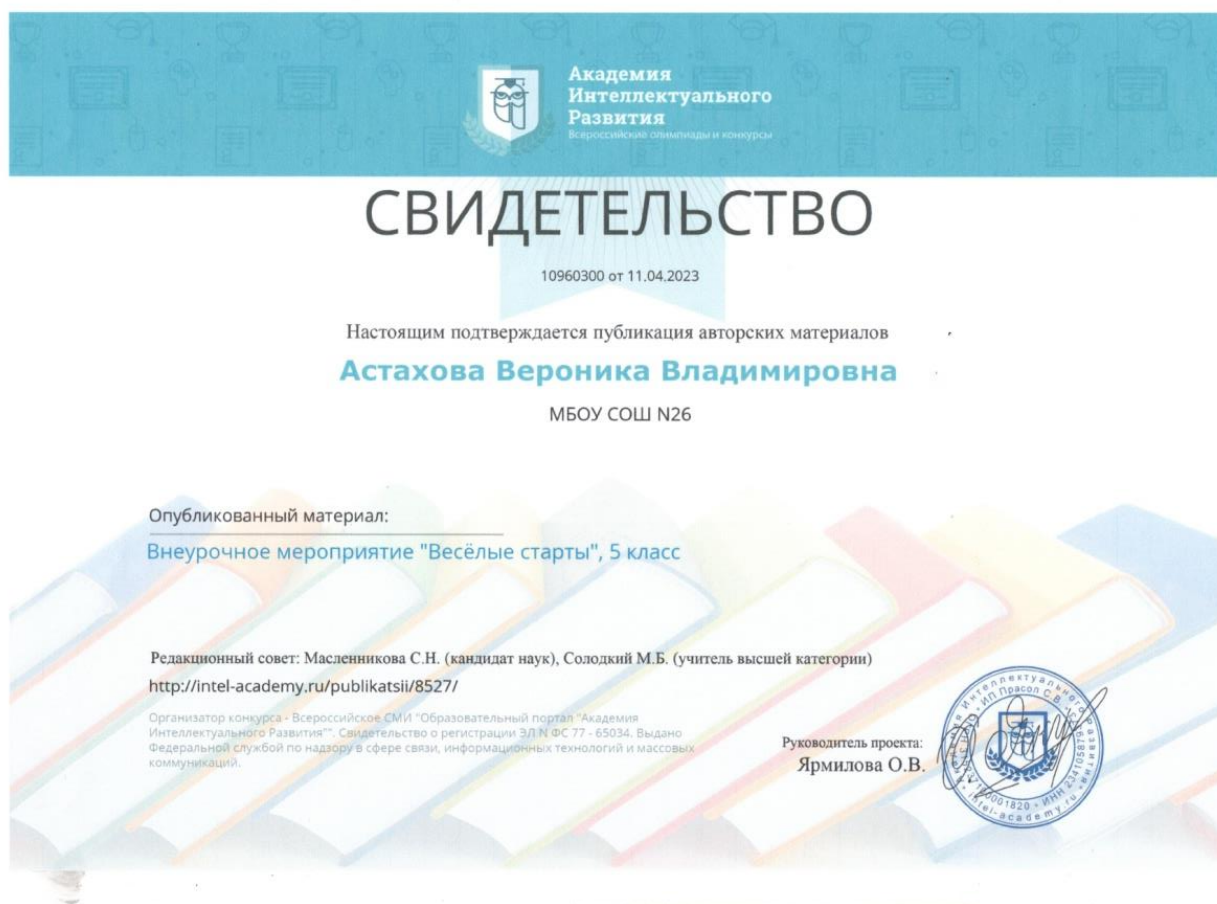 Академия
Интеллектуального
Развития
Всероссийские олимпиады и конкурсы
СВИДЕТЕЛЬСТВО
10960300 от 11.04.2023
Настоящим подтверждается публикация авторских материалов
Астахова Вероника Владимировна
МБОУ СОШ N26
Опубликованный материал:
Внеурочное мероприятие "Весёлые старты", 5 класс
Редакционный совет: Масленникова С.Н. (кандидат наук), Солодкий М.Б. (учитель высшей категории)
http://intel-academy.ru/publikatsii/8527/
Организатор конкурса - Всероссийское СМИ "Образовательный портал "Академия
Интеллектуального Развития"". Свидетельство о регистрации ЭЛ N ФС 77 - 65034. Выдано
Федеральной службой по надзору в сфере связи, информационных технологий и массовых
коммуникаций.
Руководитель проекта:
Ярмилова О.В.
Интеллектуального Развития
intel-academy.ru
ИП Прасол С.В.
ИНН